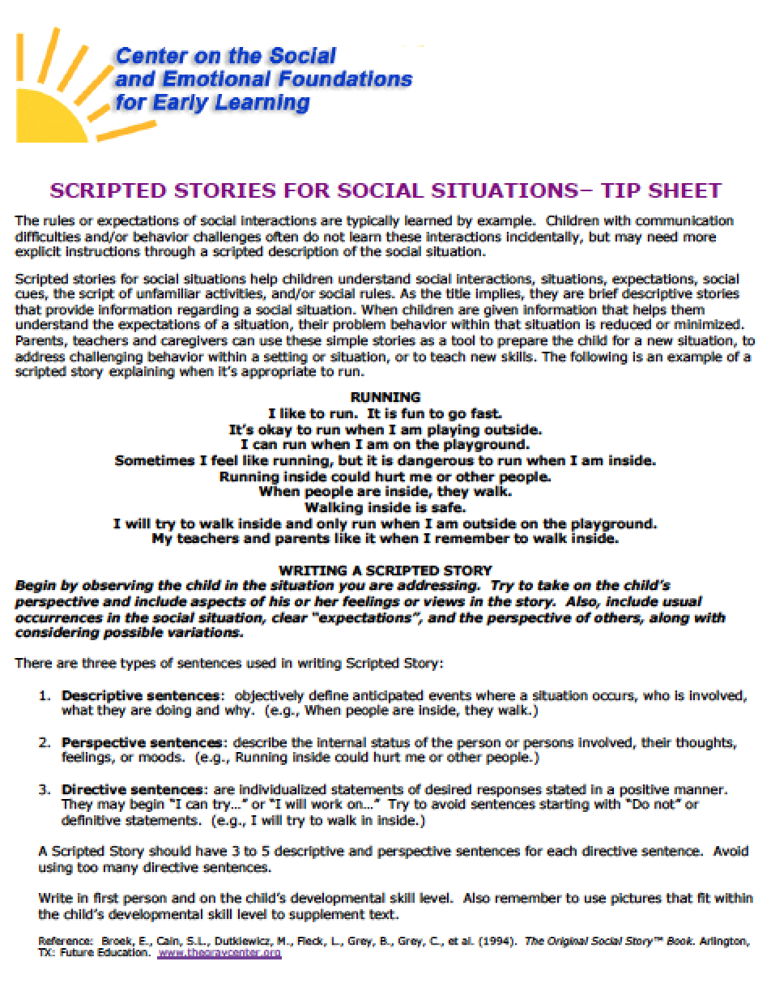 Center on the Social
and Emotional Foundations
for Early Learning
SCRIPTED STORIES FOR SOCIAL SITUATIONS– TIP SHEET
The rules or expectations of social interactions are typically learned by example.  Children with communication
difficulties and/or behavior challenges often do not learn these interactions incidentally, but may need more
explicit instructions through a scripted description of the social situation.
Scripted stories for social situations help children understand social interactions, situations, expectations, social
cues, the script of unfamiliar activities, and/or social rules. As the title implies, they are brief descriptive stories
that provide information regarding a social situation. When children are given information that helps them
understand the expectations of a situation, their problem behavior within that situation is reduced or minimized.
Parents, teachers and caregivers can use these simple stories as a tool to prepare the child for a new situation, to
address challenging behavior within a setting or situation, or to teach new skills. The following is an example of a
scripted story explaining when it's appropriate to run.
RUNNING
I like to run.  It is fun to go fast.
It's okay to run when I am playing outside.
I can run when I am on the playground.
Sometimes I feel like running, but it is dangerous to run when I am inside.
Running inside could hurt me or other people.
When people are inside, they walk.
Walking inside is safe.
I will try to walk inside and only run when I am outside on the playground.
My teachers and parents like it when I remember to walk inside.
WRITING A SCRIPTED STORY
Begin by observing the child in the situation you are addressing.  Try to take on the child's
perspective and include aspects of his or her feelings or views in the story.  Also, include usual
occurrences in the social situation, clear "expectations", and the perspective of others, along with
considering possible variations.
There are three types of sentences used in writing Scripted Story:
1. Descriptive sentences:  objectively define anticipated events where a situation occurs, who is involved,
what they are doing and why.  (e.g., When people are inside, they walk.)
2. Perspective sentences: describe the internal status of the person or persons involved, their thoughts,
feelings, or moods.  (e.g., Running inside could hurt me or other people.)
3. Directive sentences: are individualized statements of desired responses stated in a positive manner.
They may begin "I can try…" or "I will work on…"  Try to avoid sentences starting with "Do not" or
definitive statements.  (e.g., I will try to walk in inside.)
A Scripted Story should have 3 to 5 descriptive and perspective sentences for each directive sentence.  Avoid
using too many directive sentences.
Write in first person and on the child's developmental skill level.  Also remember to use pictures that fit within
the child's developmental skill level to supplement text.
Reference:  Broek, E., Cain, S.L., Dutkiewicz, M., Fleck, L., Grey, B., Grey, C., et al. (1994).  The Original Social Story™ Book. Arlington,
TX: Future Education.  www.thegraycenter.org